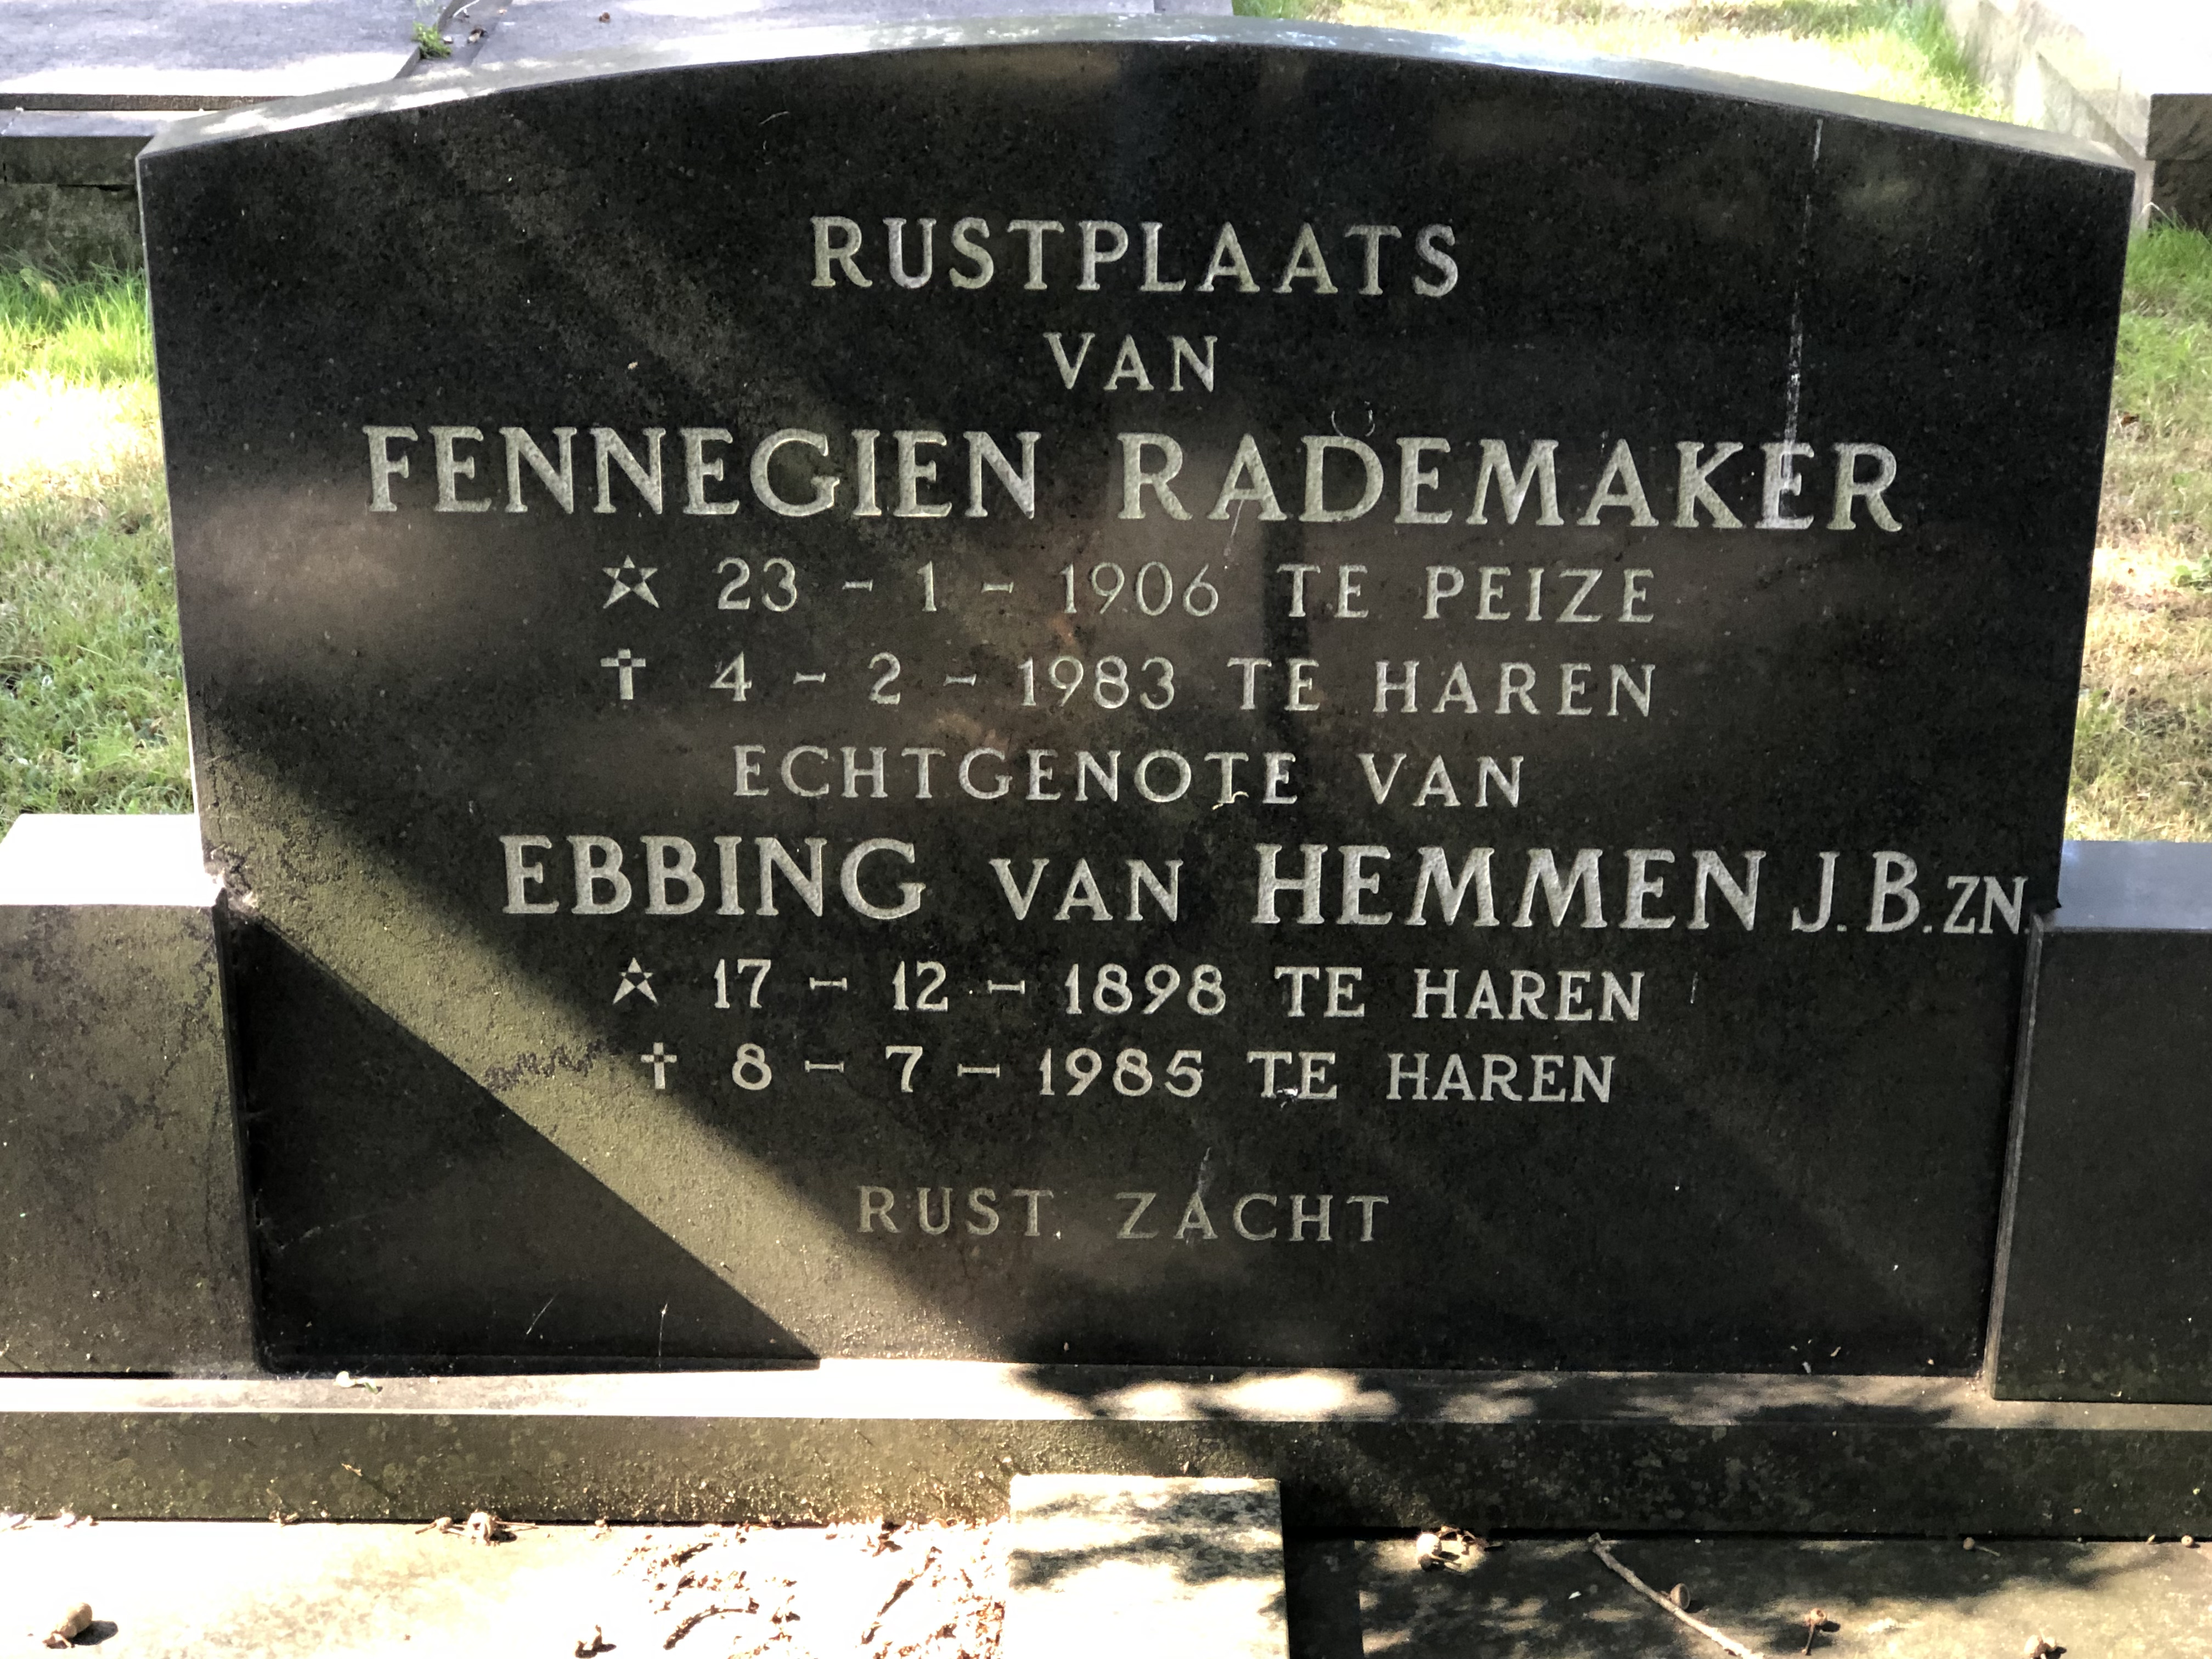 RUSTPLAATS
VAN
FENNEGIEN RADEMAKER
☆ 23 - 1 - 1906 TE PEIZE
† 4 - 2 - 1983 TE HAREN
ECHTGENOTE VAN
EBBING VAN HEMMEN J.B.ZN.
☆ 17 - 12 - 1898 TE HAREN
† 8 - 7 - 1985 TE HAREN
RUST ZACHT